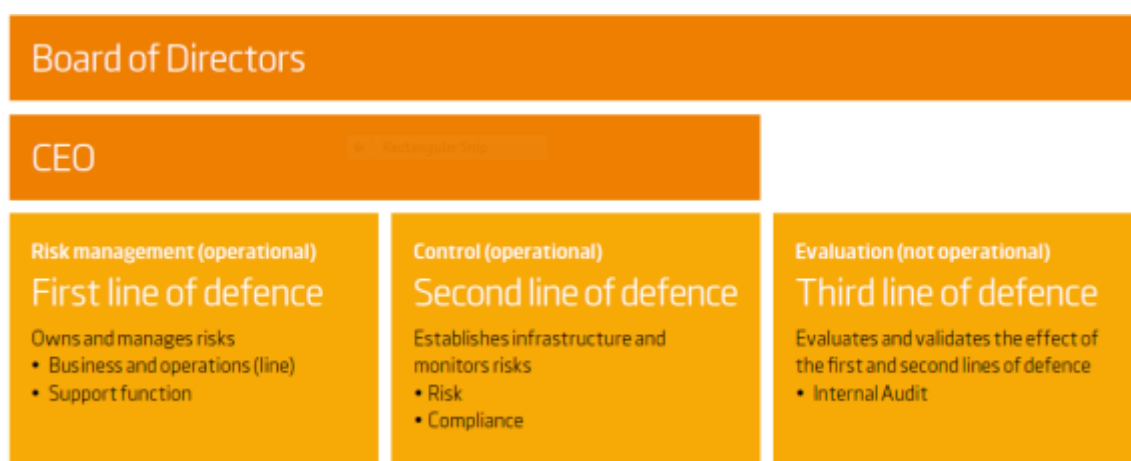 Board of Directors
CEO
Rectangular Snip
Risk management (operational)
First line of defence
Owns and manages risks
• Business and operations (line)
• Support function
Control (operational)
Second line of defence
Establishes infrastructure and
monitors risks
• Risk
• Compliance
Evaluation (not operational)
Third line of defence
Evaluates and validates the effect of
the first and second lines of defence
• Internal Audit